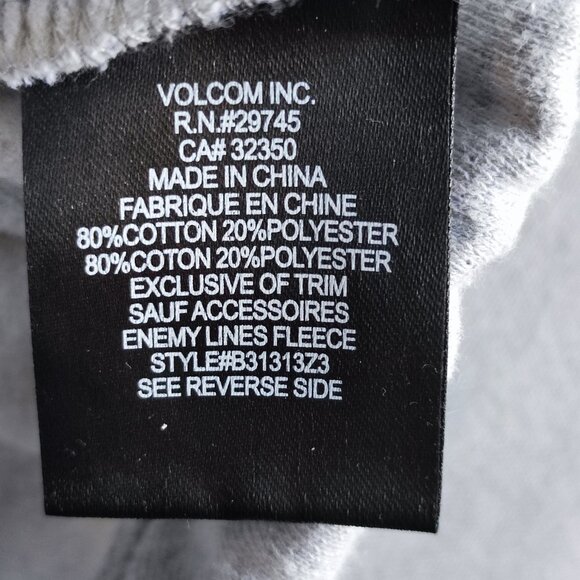 VOLCOM INC.
R.N.#29745
CA# 32350
MADE IN CHINA
FABRIQUE EN CHINE
80%COTTON 20%POLYESTER
80%COTON 20%POLYESTER
EXCLUSIVE OF TRIM
SAUF ACCESSOIRES
ENEMY LINES FLEECE
STYLE#B31313Z3
SEE REVERSE SIDE